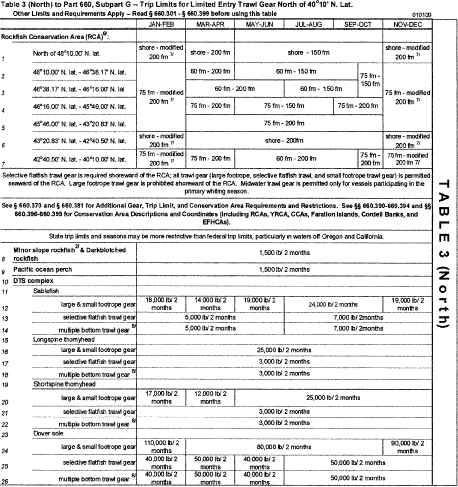 Table 3 (North) to Part 660, Subpart G -- Trip Limits for Limited Entry Trawl Gear North of 40°10' N. Lat.
Other Limits and Requirements Apply -- Read § 660.301 - § 660.399 before using this table 010109
JAN-FEB MAR-APR MAY-JUN JUL-AUG SEP-OCT NOV-DEC
Rockfish Conservation Area (RCA)6/:
1 North of 48°10.00' N. lat. shore - modified 200 fm 7/ shore - 200 fm shore - 150 fm shore - modified 200 fm 7/
2 48°10.00' N. lat. - 46°38.17' N. lat. 75 fm - modified 200 fm 7/ 60 fm - 200 fm 60 fm - 150 fm 75 fm - 150 fm 75 fm - modified 200 fm 7/
3 46°38.17' N. lat. - 46°16.00' N. lat. 60 fm - 200 fm 60 fm - 150 fm
4 46°16.00' N. lat. - 45°46.00' N. lat. 75 fm - 200 fm 75 fm - 150 fm 75 fm - 200 fm
5 45°46.00' N. lat. - 43°20.83' N. lat. 75 fm - 200 fm
6 43°20.83' N. lat. - 42°40.50' N. lat. shore - modified 200 fm 7/ shore - 200fm shore - modified 200 fm 7/
7 42°40.50' N. lat. - 40°10.00' N. lat. 75 fm - modified 200 fm 7/ 75 fm - 200 fm 60 fm - 200 fm 75 fm - 200 fm 75 fm - modified 200 fm 7/
Selective flatfish trawl gear is required shoreward of the RCA; all trawl gear (large footrope, selective flatfish trawl, and small footrope trawl gear) is permitted
seaward of the RCA. Large footrope trawl gear is prohibited shoreward of the RCA. Midwater trawl gear is permitted only for vessels participating in the
primary whiting season.
See § 660.370 and § 660.381 for Additional Gear, Trip Limit, and Conservation Area Requirements and Restrictions. See §§ 660.390-660.394 and §§
660.396-660.399 for Conservation Area Descriptions and Coordinates (including RCAs, YRCA, CCAs, Farallon Islands, Cordell Banks, and
EFHCAs).
State trip limits and seasons may be more restrictive than federal trip limits, particularly in waters off Oregon and California.
8 Minor slope rockfish2/ & Darkblotched rockfish 1,500 lb/ 2 months
9 Pacific ocean perch 1,500 lb/ 2 months
10 DTS complex
11 Sablefish
12 large & small footrope gear 18,000 lb/ 2 months 14,000 lb/ 2 months 19,000 lb/ 2 months 24,000 lb/ 2 months 19,000 lb/ 2 months
13 selective flatfish trawl gear 5,000 lb/ 2 months 7,000 lb/ 2months
14 multiple bottom trawl gear 8/ 5,000 lb/ 2 months 7,000 lb/ 2 months
15 Longspine thornyhead
16 large & small footrope gear 25,000 lb/ 2 months
17 selective flatfish trawl gear 3,000 lb/ 2 months
18 multiple bottom trawl gear 8/ 3,000 lb/ 2 months
19 Shortspine thornyhead
20 large & small footrope gear 17,000 lb/ 2 months 12,000 lb/ 2 months 25,000 lb/ 2 months
21 selective flatfish trawl gear 3,000 lb/ 2 months
22 multiple bottom trawl gear 8/ 3,000 lb/ 2 months
23 Dover sole
24 large & small footrope gear 110,000 lb/ 2 months 80,000 lb/ 2 months 90,000 lb/ 2 months
25 selective flatfish trawl gear 40,000 lb/ 2 months 50,000 lb/ 2 months 40,000 lb/ 2 months 50,000 lb/ 2 months
26 multiple bottom trawl gear 8/ 40,000 lb/ 2 months 50,000 lb/ 2 months 40,000 lb/ 2 months 50,000 lb/ 2 months
TABLE 3 (North)